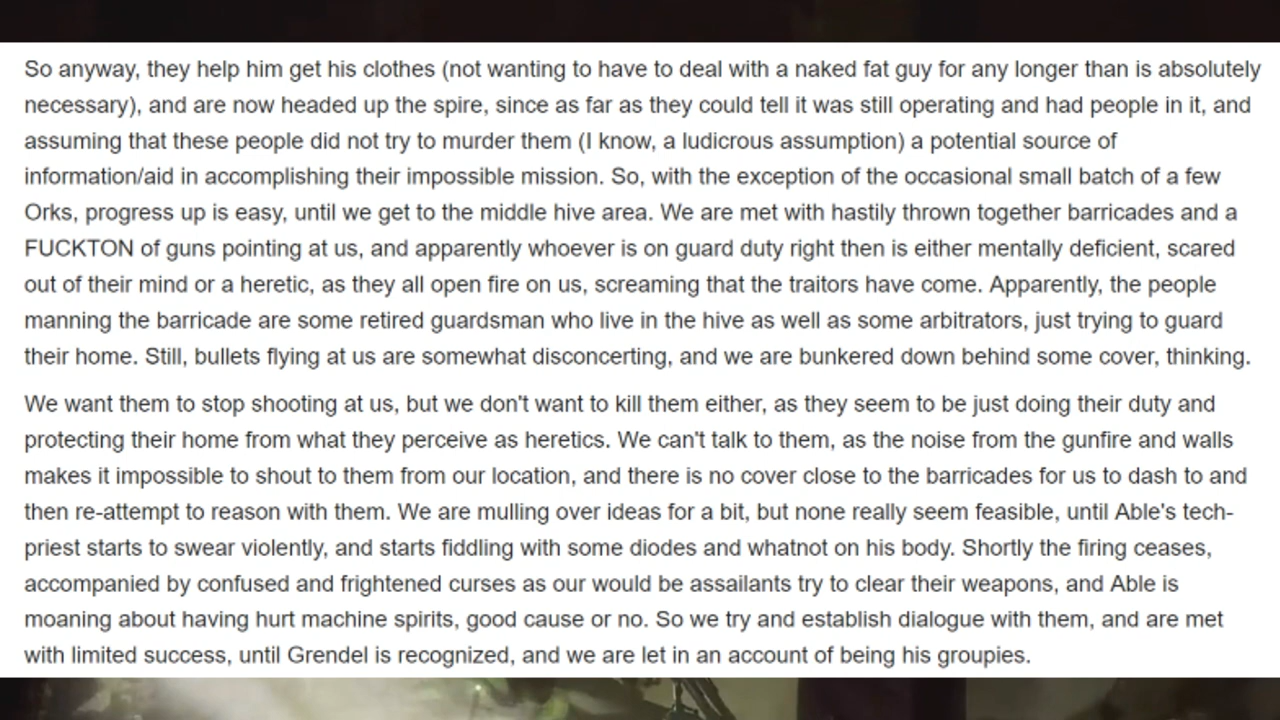 So anyway, they help him get his clothes (not wanting to have to deal with a naked fat guy for any longer than is absolutely
necessary), and are now headed up the spire, since as far as they could tell it was still operating and had people in it, and
assuming that these people did not try to murder them (I know, a ludicrous assumption) a potential source of
information/aid in accomplishing their impossible mission. So, with the exception of the occasional small batch of a few
Orks, progress up is easy, until we get to the middle hive area. We are met with hastily thrown together barricades and a
FUCKTON of guns pointing at us, and apparently whoever is on guard duty right then is either mentally deficient, scared
out of their mind or a heretic, as they all open fire on us, screaming that the traitors have come. Apparently, the people
manning the barricade are some retired guardsman who live in the hive as well as some arbitrators, just trying to guard
their home. Still, bullets flying at us are somewhat disconcerting, and we are bunkered down behind some cover, thinking.
We want them to stop shooting at us, but we don't want to kill them either, as they seem to be just doing their duty and
protecting their home from what they perceive as heretics. We can't talk to them, as the noise from the gunfire and walls
makes it impossible to shout to them from our location, and there is no cover close to the barricades for us to dash to and
then re-attempt to reason with them. We are mulling over ideas for a bit, but none really seem feasible, until Able's tech-
priest starts to swear violently, and starts fiddling with some diodes and whatnot on his body. Shortly the firing ceases,
accompanied by confused and frightened curses as our would be assailants try to clear their weapons, and Able is
moaning about having hurt machine spirits, good cause or no. So we try and establish dialogue with them, and are met
with limited success, until Grendel is recognized, and we are let in an account of being his groupies.